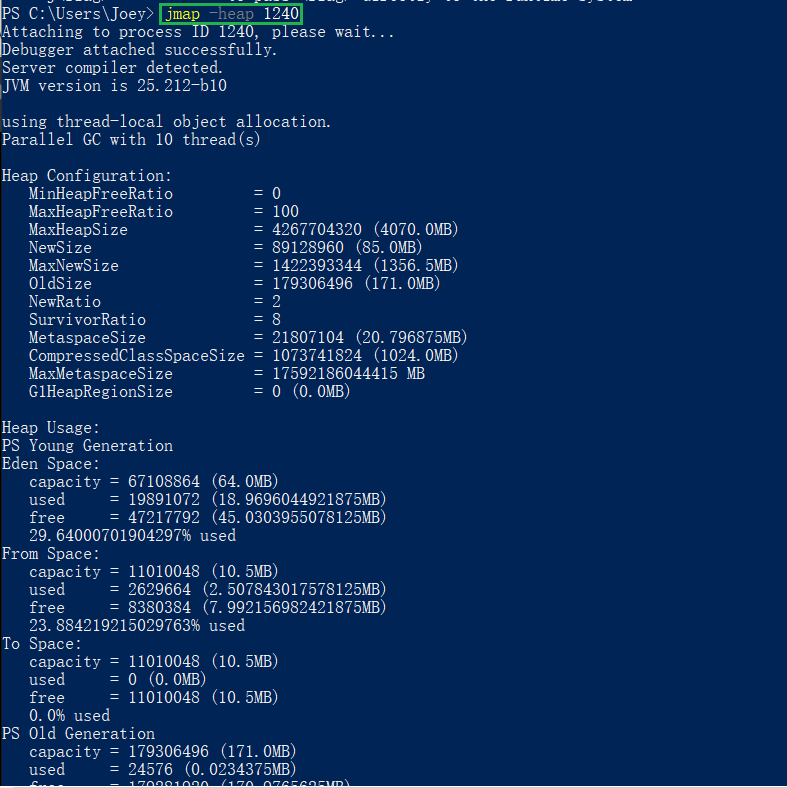 PS C:\Users\Joey> jmap -heap 1240
Attaching to process ID 1240, please wait...
Debugger attached successfully.
Server compiler detected.
JVM version is 25.212-b10
using thread-local object allocation.
Parallel GC with 10 thread(s)
Heap Configuration:
MinHeapFreeRatio = 0
MaxHeapFreeRatio = 100
MaxHeapSize = 4267704320 (4070.0MB)
NewSize = 89128960 (85.0MB)
MaxNewSize = 1422393344 (1356.5MB)
OldSize = 179306496 (171.0MB)
NewRatio = 2
SurvivorRatio = 8
MetaspaceSize = 21807104 (20.796875MB)
CompressedClassSpaceSize = 1073741824 (1024.0MB)
MaxMetaspaceSize = 17592186044415 MB
G1HeapRegionSize = 0 (0.0MB)
Heap Usage:
PS Young Generation
Eden Space:
capacity = 67108864 (64.0MB)
used = 19891072 (18.9696044921875MB)
free = 47217792 (45.0303955078125MB)
29.64000701904297% used
From Space:
capacity = 11010048 (10.5MB)
used = 2629664 (2.507843017578125MB)
free = 8380384 (7.992156982421875MB)
23.884219215029763% used
To Space:
capacity = 11010048 (10.5MB)
used = 0 (0.0MB)
free = 11010048 (10.5MB)
0.0% used
PS Old Generation
capacity = 179306496 (171.0MB)
used = 24576 (0.0234375MB)
free = 179281920 (170.9765625MB)